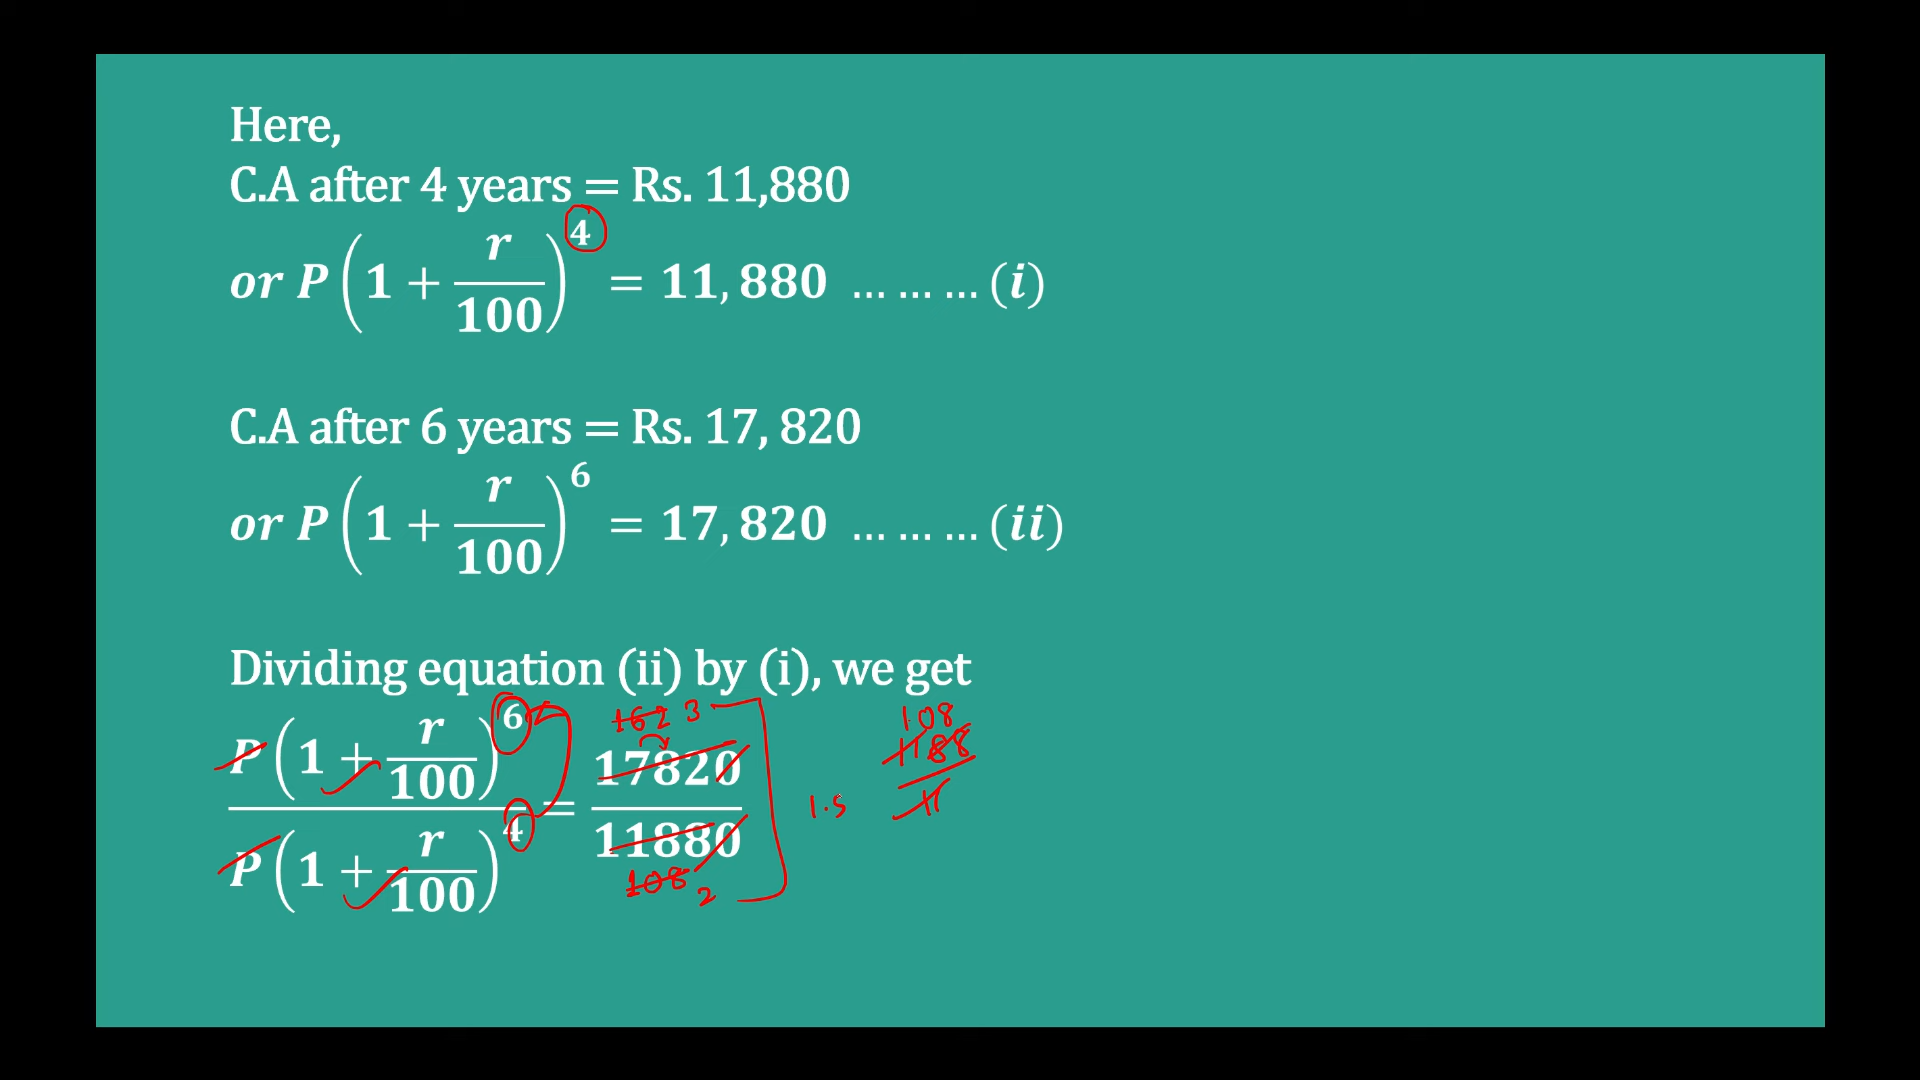 Here,
C.A after 4 years = Rs. 11,880
or P(1 + r/100)^4 = 11,880 ... ... ... (i)
C.A after 6 years = Rs. 17, 820
or P(1 + r/100)^6 = 17,820 ... ... ... (ii)
Dividing equation (ii) by (i), we get
P(1 + r/100)^6 / P(1 + r/100)^4 = 17820 / 11880
162 3
108 2
1.5
108
1188
11